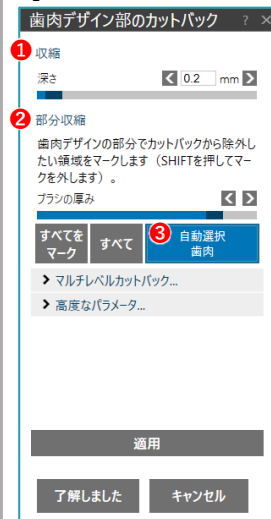 歯肉デザイン部のカットバック ? ×
1 収縮
深さ 0.2 mm
2 部分収縮
歯肉デザインの部分でカットバックから除外し
たい領域をマークします（SHIFTを押してマー
クを外します）。
ブラシの厚み
すべてを
マーク
すべて
3 自動選択
歯肉
マルチレベルカットバック...
高度なパラメータ...
適用
了解しました
キャンセル